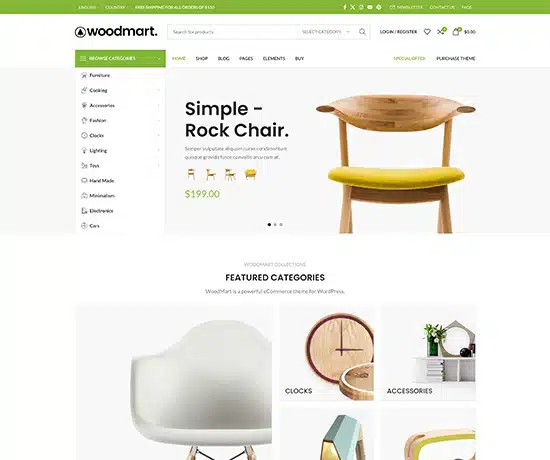 ENGLISH
COUNTRY
FREE SHIPPING FOR ALL ORDERS OF $150
NEWSLETTER
CONTACT US
FAQS
woodmart.
Search for products
SELECT CATEGORY
LOGIN / REGISTER
$0.00
BROWSE CATEGORIES
HOME
SHOP
BLOG
PAGES
ELEMENTS
BUY
SPECIAL OFFER
PURCHASE THEME
Furniture
Cooking
Accessories
Fashion
Clocks
Lighting
Toys
Hand Made
Minimalism
Electronics
Cars
Simple -
Rock Chair.
Semper vulputate aliquam curae condimentum
quisque gravida fusce convallis arcu cum at.
$199.00
WOODMART COLLECTIONS
FEATURED CATEGORIES
WoodMart is a powerful eCommerce theme for WordPress.
CLOCKS
ACCESSORIES